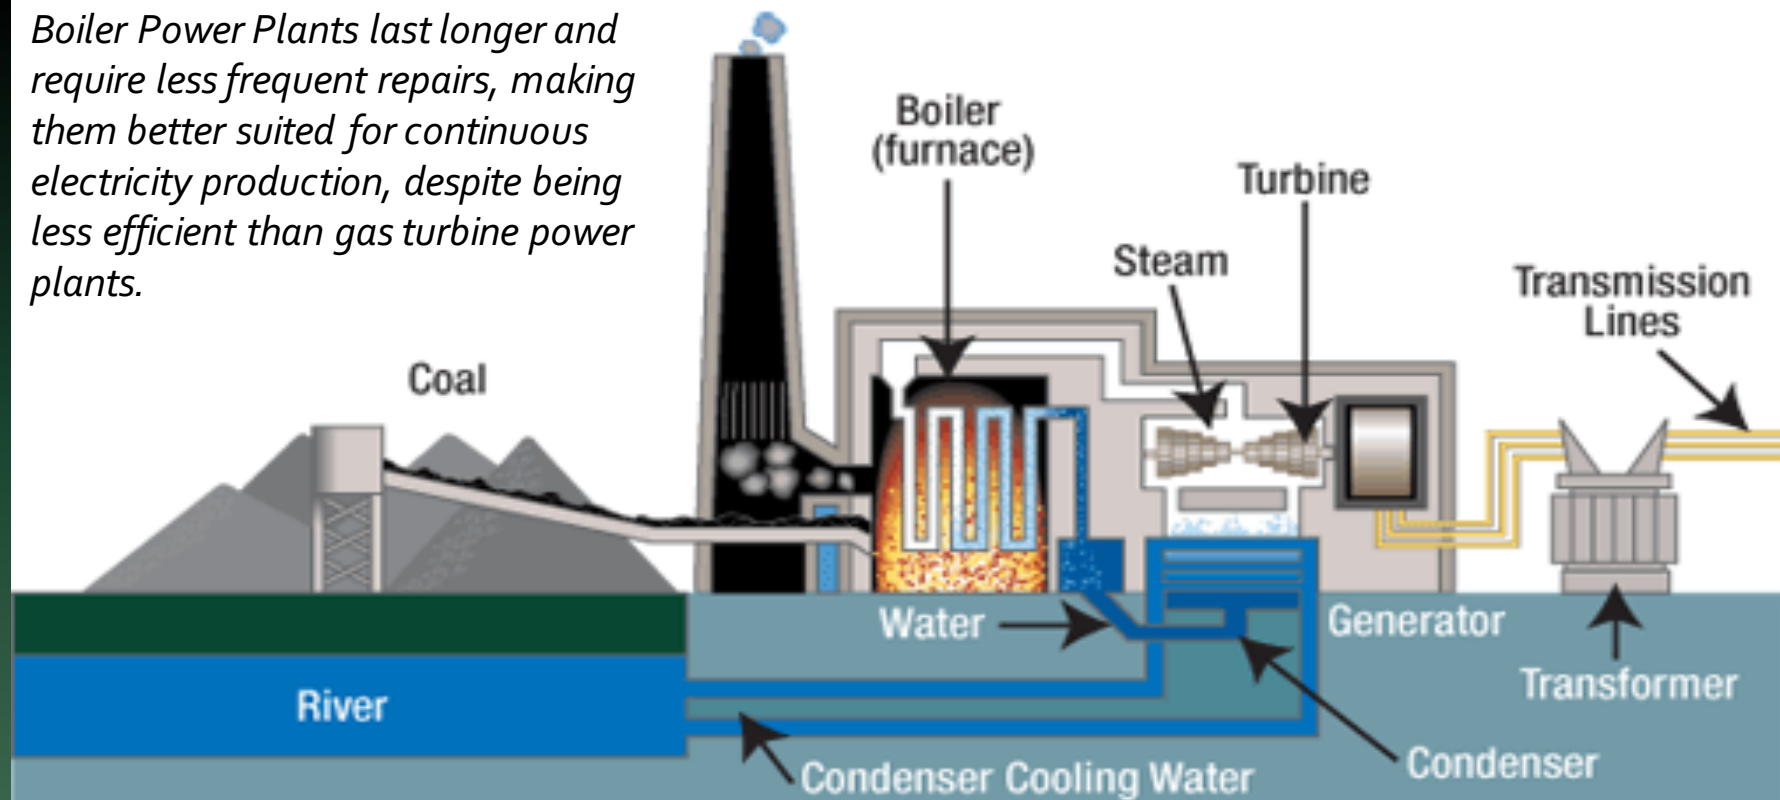 Boiler Power Plants last longer and
require less frequent repairs, making
them better suited for continuous
electricity production, despite being
less efficient than gas turbine power
plants.
Boiler
(furnace)
Turbine
Steam
Transmission
Lines
Coal
Water
Generator
River
Transformer
Condenser Cooling Water
Condenser